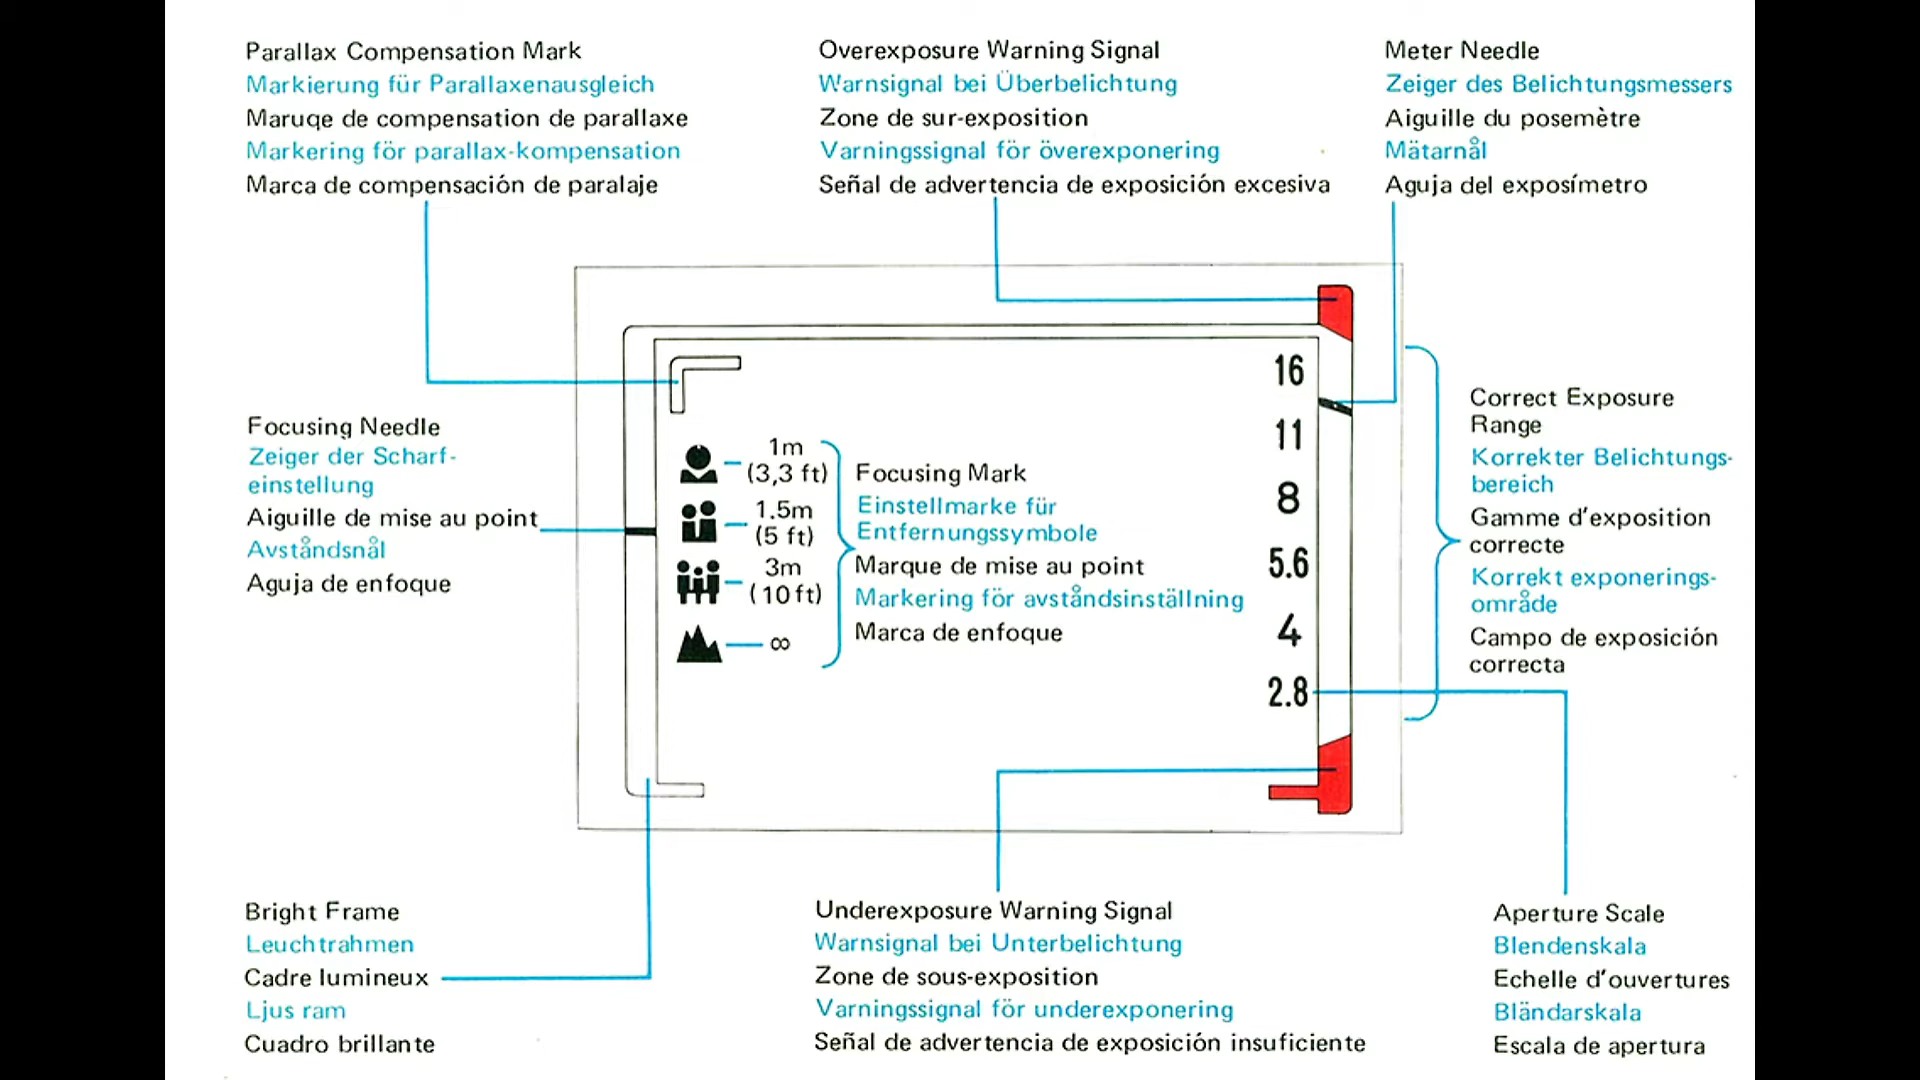 Parallax Compensation Mark
Markierung für Parallaxenausgleich
Maruqe de compensation de parallaxe
Markering för parallax-kompensation
Marca de compensación de paralaje
Overexposure Warning Signal
Warnsignal bei Überbelichtung
Zone de sur-exposition
Varningssignal för överexponering
Señal de advertencia de exposición excesiva
Meter Needle
Zeiger des Belichtungsmessers
Aiguille du posemètre
Mätarnål
Aguja del exposímetro
Focusing Needle
Zeiger der Scharf-
einstellung
Aiguille de mise au point
Avståndsnål
Aguja de enfoque
1m
(3,3 ft)
1.5m
(5 ft)
3m
(10 ft)
∞
Focusing Mark
Einstellmarke für
Entfernungssymbole
Marque de mise au point
Markering för avståndsinställning
Marca de enfoque
16
11
8
5.6
4
2.8
Correct Exposure
Range
Korrekter Belichtungs-
bereich
Gamme d'exposition
correcte
Korrekt exponerings-
område
Campo de exposición
correcta
Bright Frame
Leuchtrahmen
Cadre lumineux
Ljus ram
Cuadro brillante
Underexposure Warning Signal
Warnsignal bei Unterbelichtung
Zone de sous-exposition
Varningssignal för underexponering
Señal de advertencia de exposición insuficiente
Aperture Scale
Blendenskala
Echelle d'ouvertures
Bländarskala
Escala de apertura